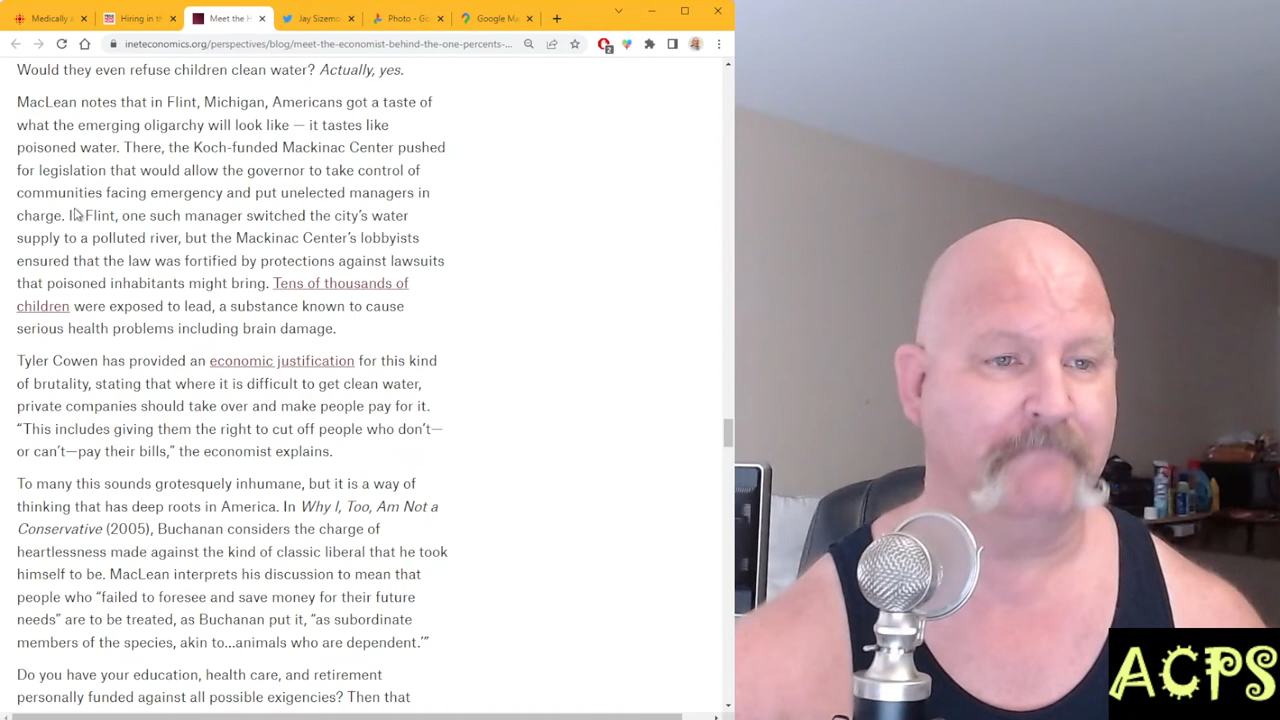 Medically a
Hiring in th
Meet the H
Jay Sizemo
Photo - Go
Google Ma
ineteconomics.org/perspectives/blog/meet-the-economist-behind-the-one-percents-...
2
Would they even refuse children clean water? Actually, yes.
MacLean notes that in Flint, Michigan, Americans got a taste of
what the emerging oligarchy will look like — it tastes like
poisoned water. There, the Koch-funded Mackinac Center pushed
for legislation that would allow the governor to take control of
communities facing emergency and put unelected managers in
charge. In Flint, one such manager switched the city's water
supply to a polluted river, but the Mackinac Center's lobbyists
ensured that the law was fortified by protections against lawsuits
that poisoned inhabitants might bring. Tens of thousands of
children were exposed to lead, a substance known to cause
serious health problems including brain damage.
Tyler Cowen has provided an economic justification for this kind
of brutality, stating that where it is difficult to get clean water,
private companies should take over and make people pay for it.
“This includes giving them the right to cut off people who don't—
or can't—pay their bills,” the economist explains.
To many this sounds grotesquely inhumane, but it is a way of
thinking that has deep roots in America. In Why I, Too, Am Not a
Conservative (2005), Buchanan considers the charge of
heartlessness made against the kind of classic liberal that he took
himself to be. MacLean interprets his discussion to mean that
people who “failed to foresee and save money for their future
needs” are to be treated, as Buchanan put it, “as subordinate
members of the species, akin to...animals who are dependent.'”
Do you have your education, health care, and retirement
personally funded against all possible exigencies? Then that
ACPS